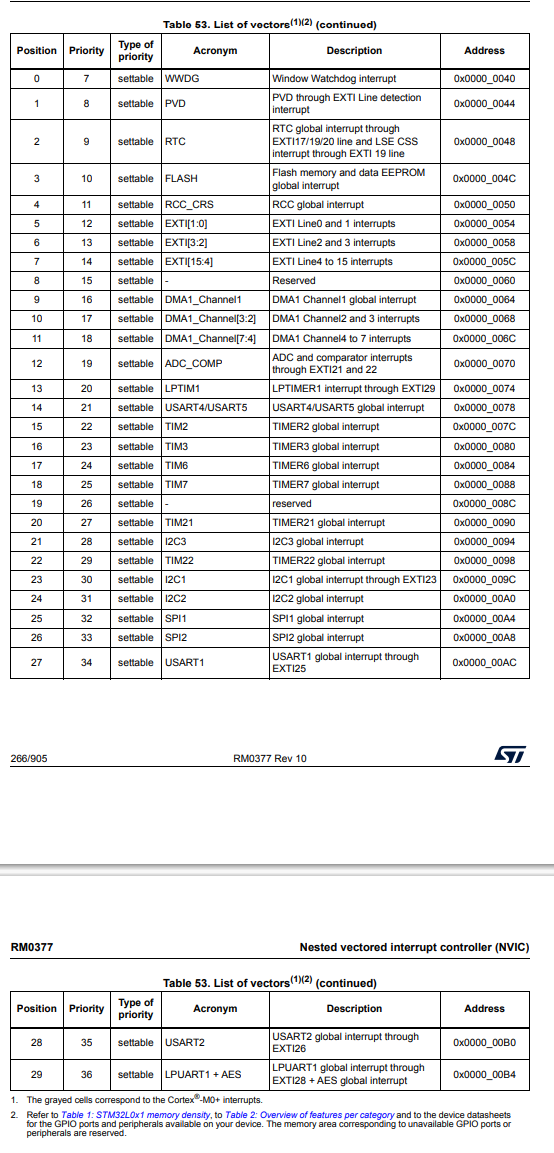 Table 53. List of vectors(1)(2) (continued)
Position Priority Type of priority Acronym Description Address
0 7 settable WWDG Window Watchdog interrupt 0x0000_0040
1 8 settable PVD PVD through EXTI Line detection interrupt 0x0000_0044
2 9 settable RTC RTC global interrupt through EXTI17/19/20 line and LSE CSS interrupt through EXTI 19 line 0x0000_0048
3 10 settable FLASH Flash memory and data EEPROM global interrupt 0x0000_004C
4 11 settable RCC_CRS RCC global interrupt 0x0000_0050
5 12 settable EXTI[1:0] EXTI Line0 and 1 interrupts 0x0000_0054
6 13 settable EXTI[3:2] EXTI Line2 and 3 interrupts 0x0000_0058
7 14 settable EXTI[15:4] EXTI Line4 to 15 interrupts 0x0000_005C
8 15 settable - Reserved 0x0000_0060
9 16 settable DMA1_Channel1 DMA1 Channel1 global interrupt 0x0000_0064
10 17 settable DMA1_Channel[3:2] DMA1 Channel2 and 3 interrupts 0x0000_0068
11 18 settable DMA1_Channel[7:4] DMA1 Channel4 to 7 interrupts 0x0000_006C
12 19 settable ADC_COMP ADC and comparator interrupts through EXTI21 and 22 0x0000_0070
13 20 settable LPTIM1 LPTIMER1 interrupt through EXTI29 0x0000_0074
14 21 settable USART4/USART5 USART4/USART5 global interrupt 0x0000_0078
15 22 settable TIM2 TIMER2 global interrupt 0x0000_007C
16 23 settable TIM3 TIMER3 global interrupt 0x0000_0080
17 24 settable TIM6 TIMER6 global interrupt 0x0000_0084
18 25 settable TIM7 TIMER7 global interrupt 0x0000_0088
19 26 settable - reserved 0x0000_008C
20 27 settable TIM21 TIMER21 global interrupt 0x0000_0090
21 28 settable I2C3 I2C3 global interrupt 0x0000_0094
22 29 settable TIM22 TIMER22 global interrupt 0x0000_0098
23 30 settable I2C1 I2C1 global interrupt through EXTI23 0x0000_009C
24 31 settable I2C2 I2C2 global interrupt 0x0000_00A0
25 32 settable SPI1 SPI1 global interrupt 0x0000_00A4
26 33 settable SPI2 SPI2 global interrupt 0x0000_00A8
27 34 settable USART1 USART1 global interrupt through EXTI25 0x0000_00AC
266/905 RM0377 Rev 10 ST
RM0377 Nested vectored interrupt controller (NVIC)
Table 53. List of vectors(1)(2) (continued)
Position Priority Type of priority Acronym Description Address
28 35 settable USART2 USART2 global interrupt through EXTI26 0x0000_00B0
29 36 settable LPUART1 + AES LPUART1 global interrupt through EXTI28 + AES global interrupt 0x0000_00B4
1. The grayed cells correspond to the Cortex®-M0+ interrupts.
2. Refer to Table 1: STM32L0x1 memory density, to Table 2: Overview of features per category and to the device datasheets
for the GPIO ports and peripherals available on your device. The memory area corresponding to unavailable GPIO ports or
peripherals are reserved.